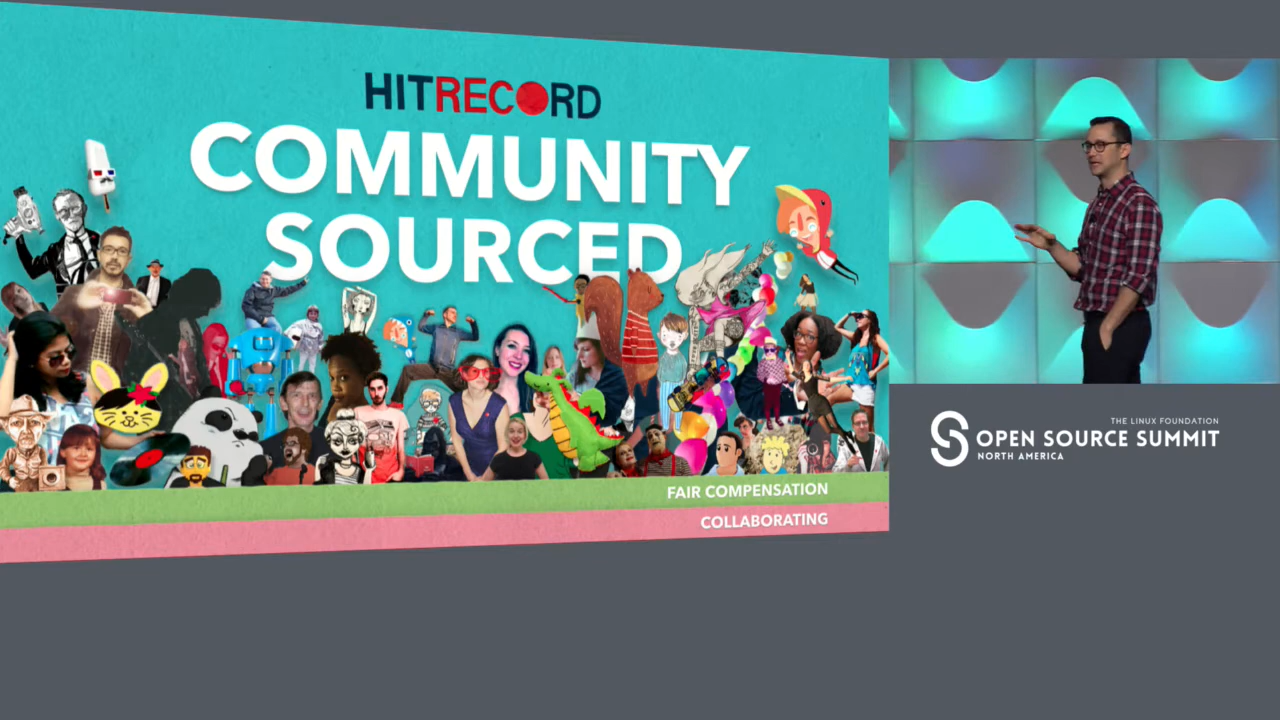 HITRECORD
COMMUNITY
SOURCED
FAIR COMPENSATION
COLLABORATING
THE LINUX FOUNDATION
OPEN SOURCE SUMMIT
NORTH AMERICA